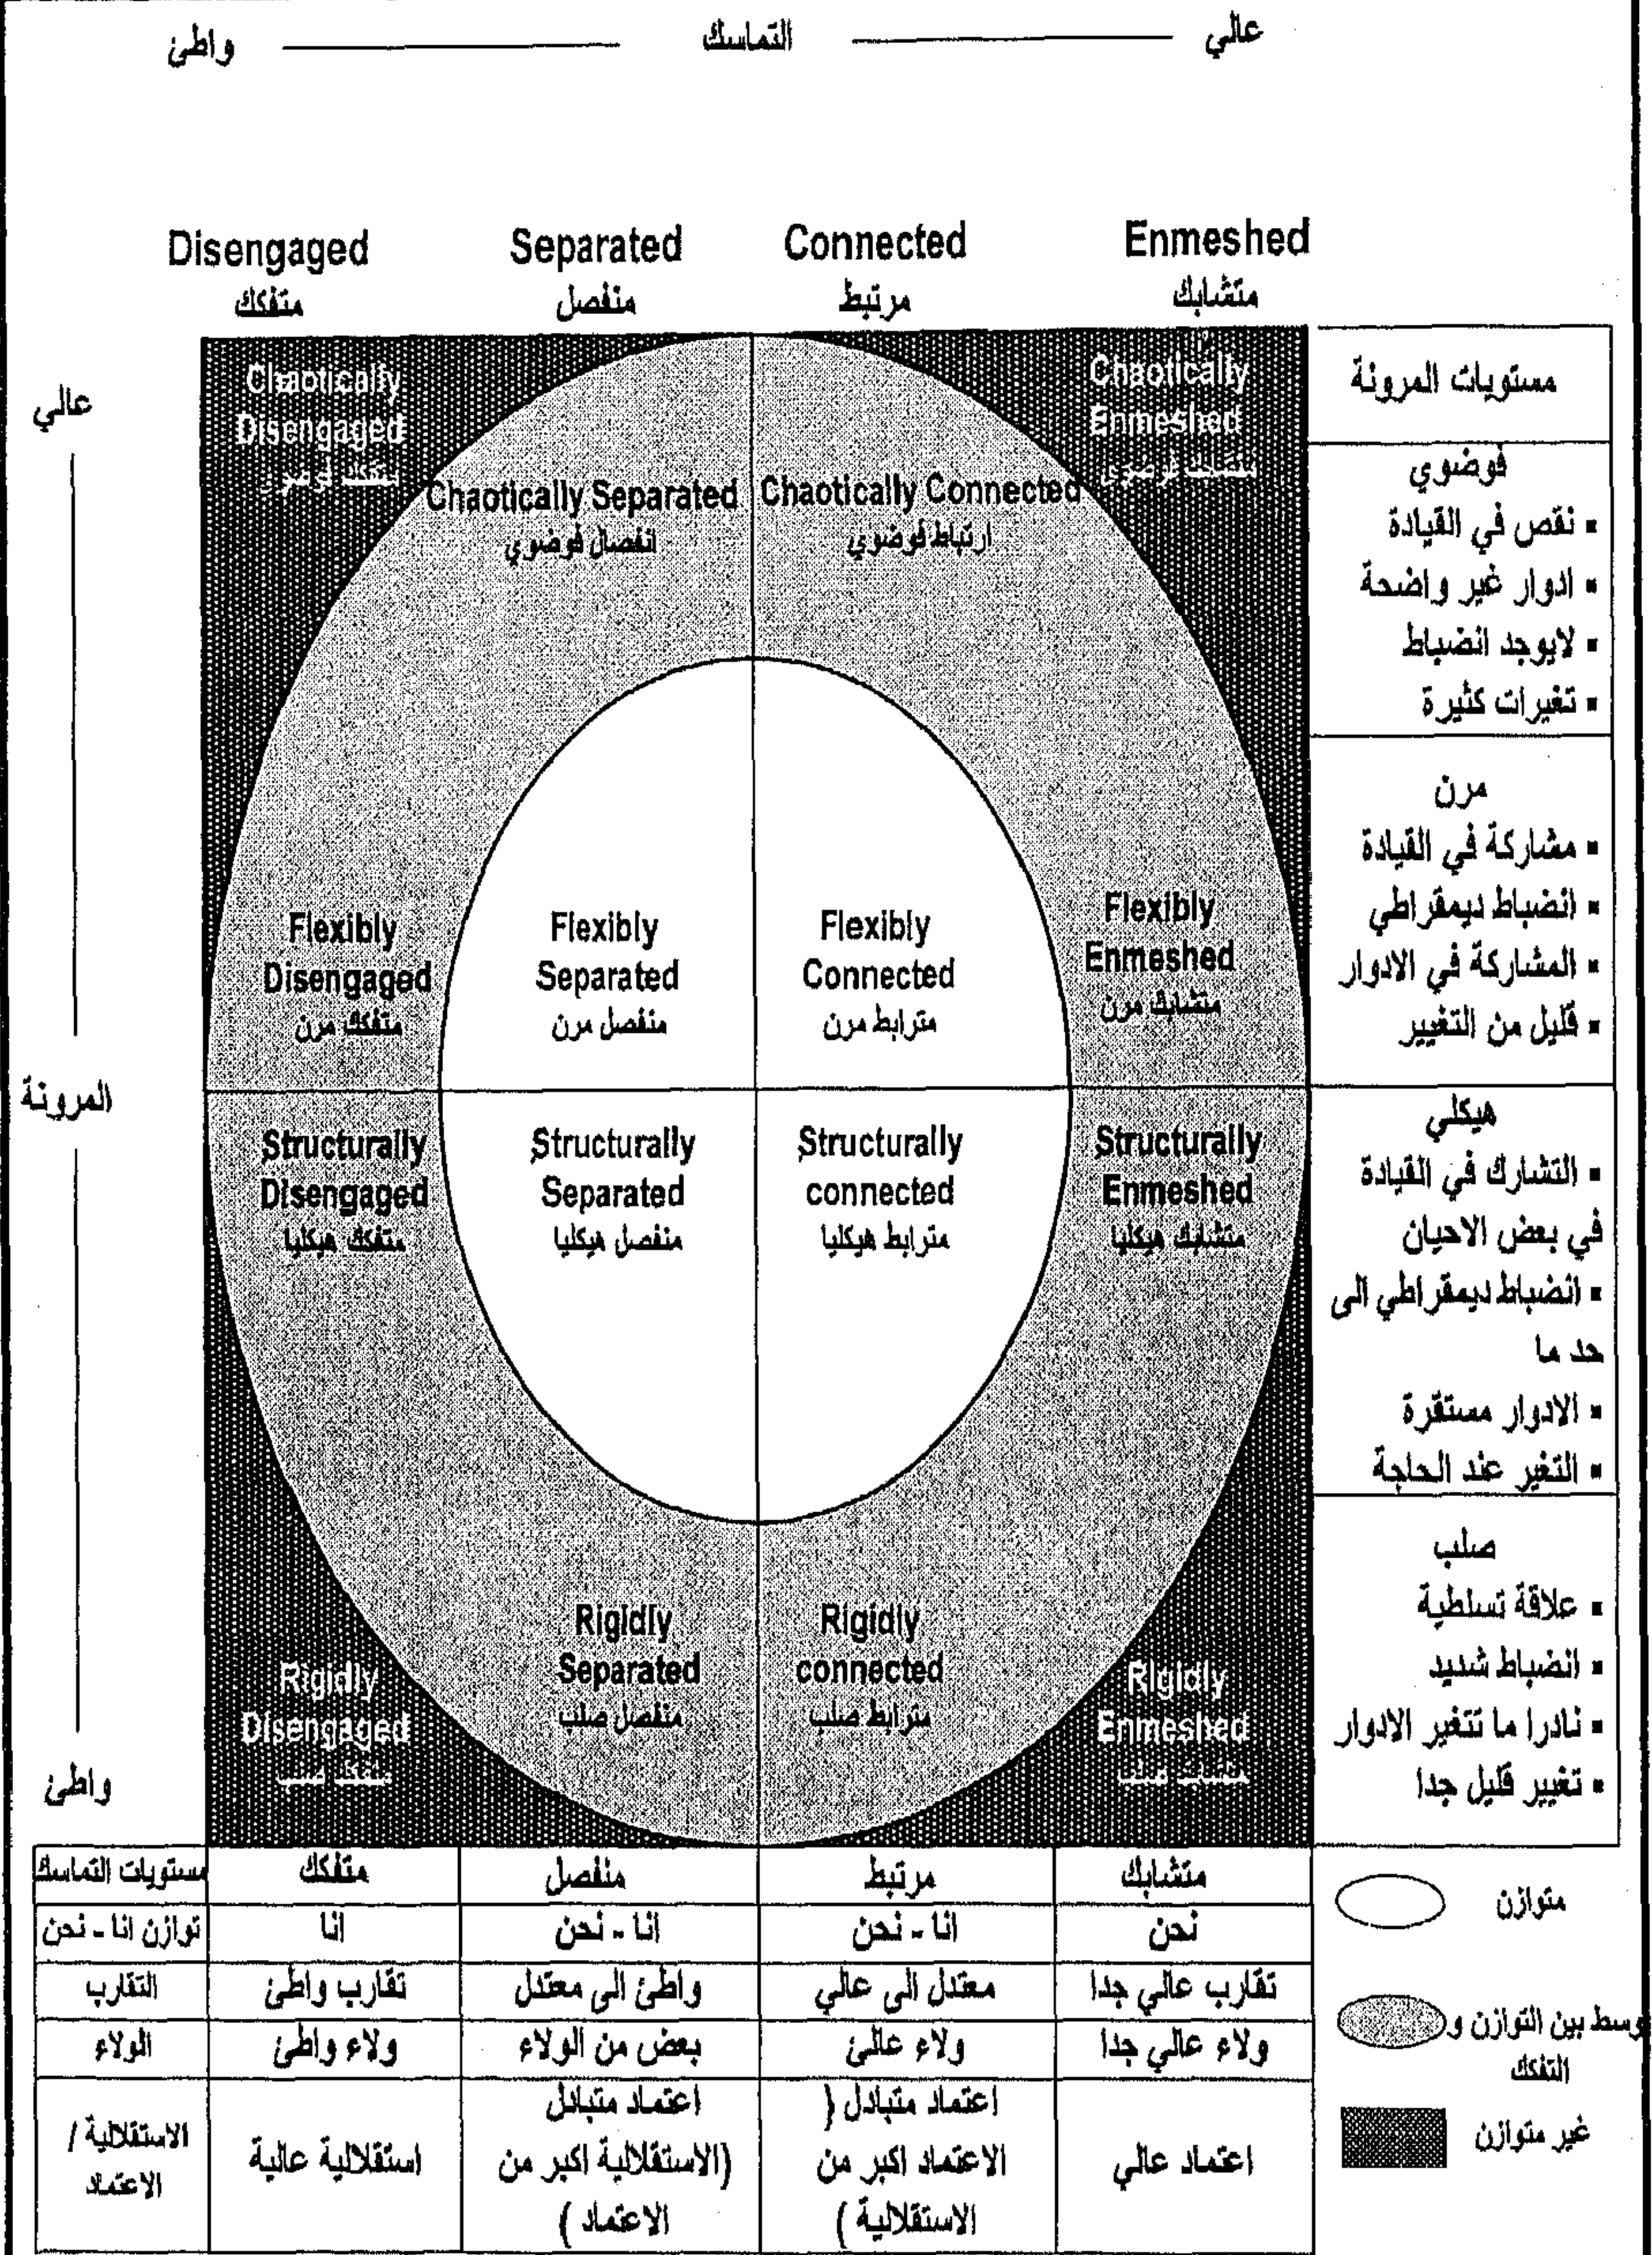 عالي التماسك واطئ
Disengaged Separated Connected Enmeshed
متفكك منفصل مرتبط متشابك
عالي
المرونة
واطئ
Chaotically
Disengaged
Chaotically Separated
انفصال فوضوي
Chaotically Connected
ارتباط فوضوي
Chaotically
Enmeshed
Flexibly
Disengaged
متفكك مرن
Flexibly
Separated
منفصل مرن
Flexibly
Connected
مترابط مرن
Flexibly
Enmeshed
متشابك مرن
Structurally
Disengaged
متفكك هيكليا
Structurally
Separated
منفصل هيكليا
Structurally
connected
مترابط هيكليا
Structurally
Enmeshed
متشابك هيكليا
Rigidly
Disengaged
Rigidly
Separated
منفصل صلب
Rigidly
connected
مترابط صلب
Rigidly
Enmeshed
مستويات المرونة
فوضوي
▪ نقص في القيادة
▪ ادوار غير واضحة
▪ لايوجد انضباط
▪ تغيرات كثيرة
مرن
▪ مشاركة في القيادة
▪ انضباط ديمقراطي
▪ المشاركة في الادوار
▪ قليل من التغيير
هيكلي
▪ التشارك في القيادة
في بعض الاحيان
▪ انضباط ديمقراطي الى
حد ما
▪ الادوار مستقرة
▪ التغير عند الحاجة
صلب
▪ علاقة تسلطية
▪ انضباط شديد
▪ نادرا ما تتغير الادوار
▪ تغيير قليل جدا
مستويات التماسك متفكك منفصل مرتبط متشابك
توازن انا - نحن انا انا - نحن انا - نحن نحن
التقارب تقارب واطئ واطئ الى معتدل معتدل الى عالي تقارب عالي جدا
الولاء ولاء واطئ بعض من الولاء ولاء عالئ ولاء عالي جدا
الاستقلالية /
الاعتماد
استقلالية عالية
اعتماد متبادل
(الاستقلالية اكبر من
الاعتماد )
اعتماد متبادل (
الاعتماد اكبر من
الاستقلالية )
اعتماد عالي
متوازن
وسط بين التوازن و
التفكك
غير متوازن